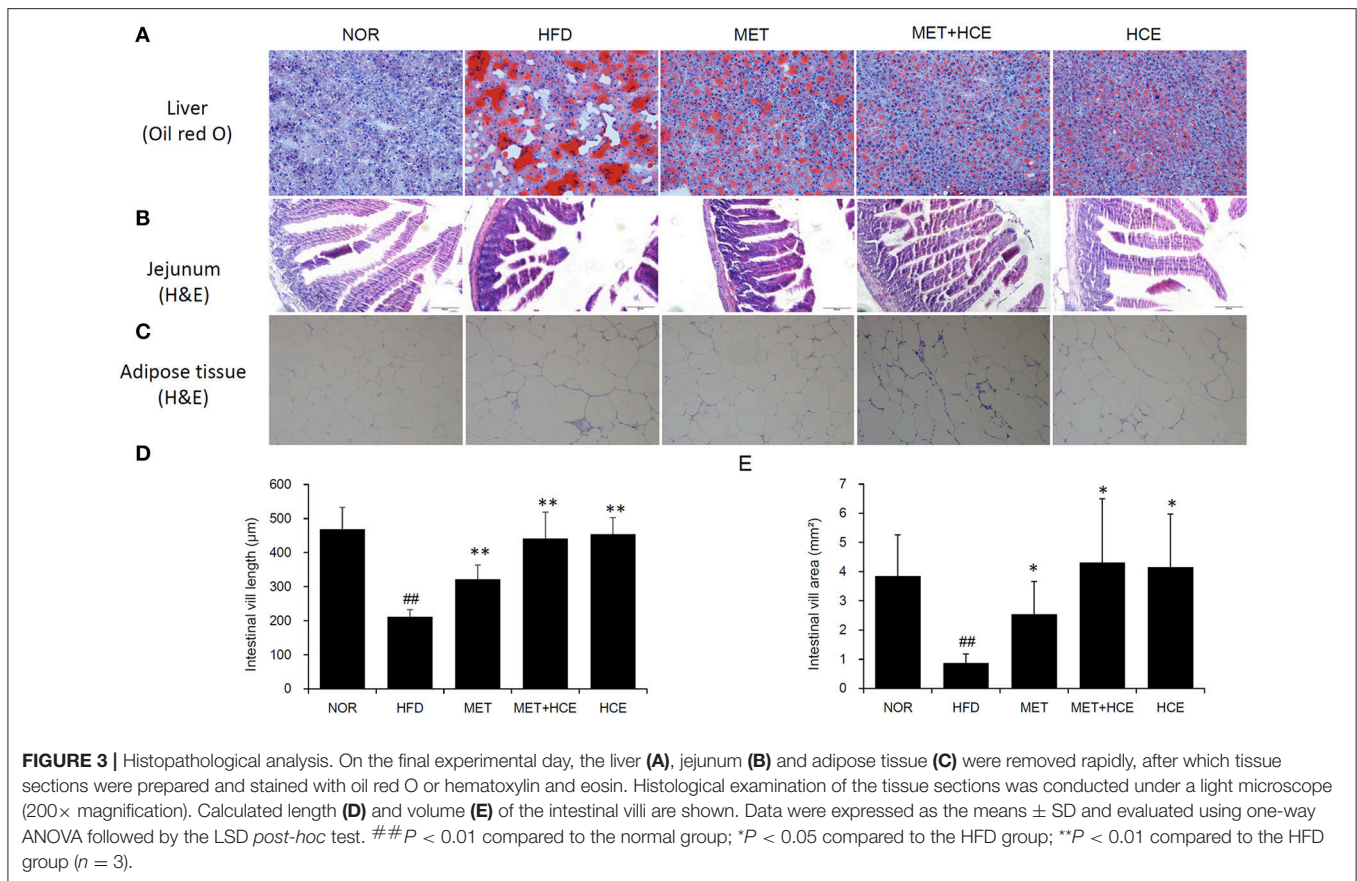 A
NOR HFD MET MET+HCE HCE
Liver
(Oil red O)
B
Jejunum
(H&E)
C
Adipose tissue
(H&E)
D
E
Intestinal vill length (µm)
600
500
400
300
200
100
0
##
**
**
**
NOR HFD MET MET+HCE HCE
Intestinal vill area (mm²)
7
6
5
4
3
2
1
0
##
*
*
*
NOR HFD MET MET+HCE HCE
FIGURE 3 | Histopathological analysis. On the final experimental day, the liver (A), jejunum (B) and adipose tissue (C) were removed rapidly, after which tissue
sections were prepared and stained with oil red O or hematoxylin and eosin. Histological examination of the tissue sections was conducted under a light microscope
(200× magnification). Calculated length (D) and volume (E) of the intestinal villi are shown. Data were expressed as the means ± SD and evaluated using one-way
ANOVA followed by the LSD post-hoc test. ##P < 0.01 compared to the normal group; *P < 0.05 compared to the HFD group; **P < 0.01 compared to the HFD
group (n = 3).